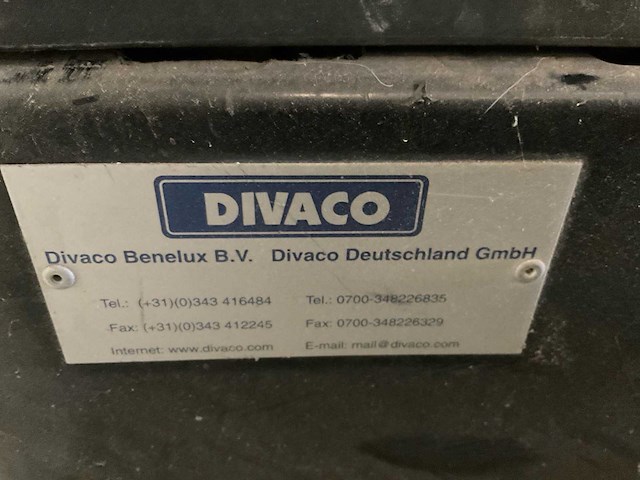 DIVACO
Divaco Benelux B.V. Divaco Deutschland GmbH
Tel.: (+31)(0)343 416484 Tel.: 0700-348226835
Fax: (+31)(0)343 412245 Fax: 0700-348226329
Internet: www.divaco.com E-mail: mail@divaco.com